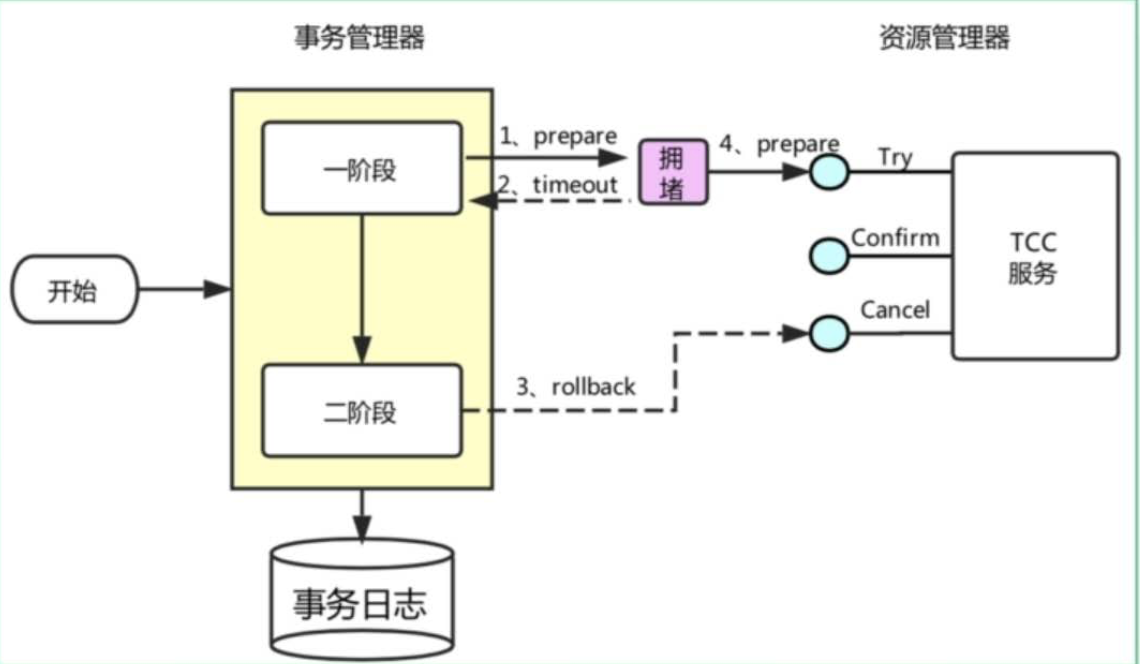 事务管理器
资源管理器
一阶段
1、prepare
2、timeout
拥
堵
4、prepare
Try
Confirm
Cancel
TCC
服务
开始
二阶段
3、rollback
事务日志